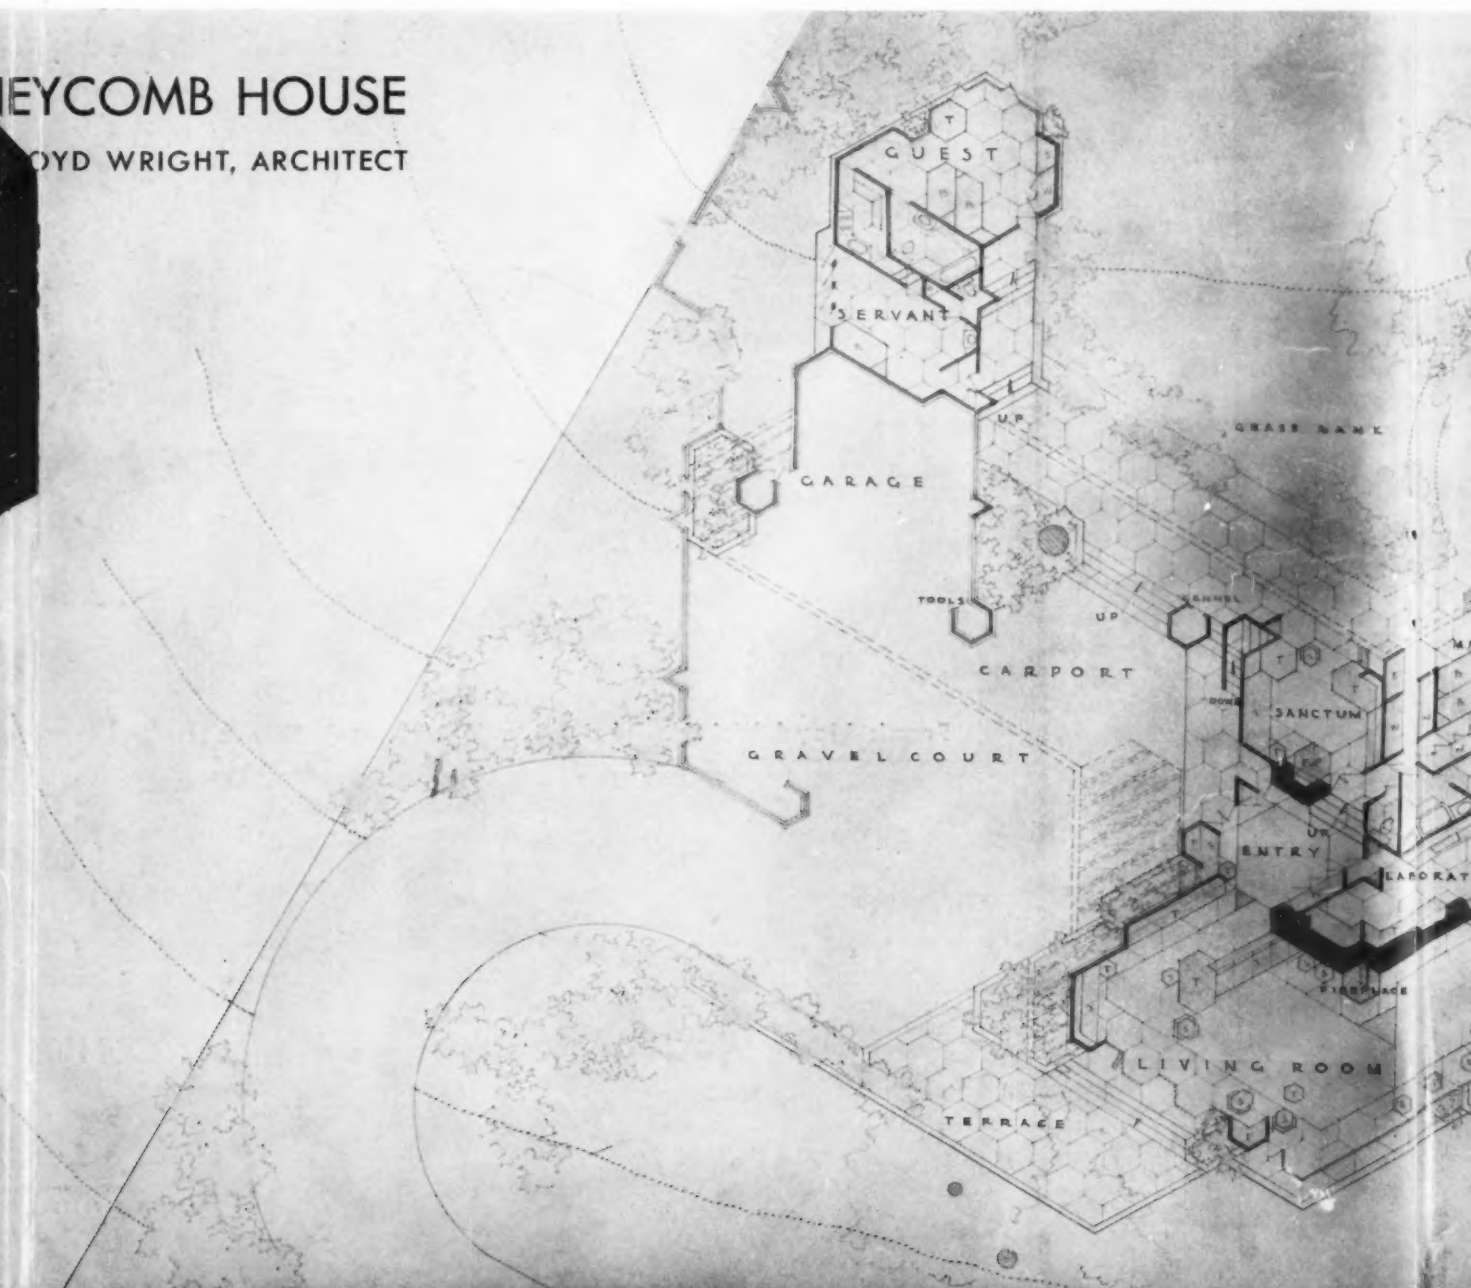 EYCOMB HOUSE
OYD WRIGHT, ARCHITECT
T
GUEST
SERVANT
UP
GRASS BANK
GARAGE
TOOLS
KENNEL
UP
CARPORT
T
T
DOWN
SANCTUM
GRAVEL COURT
UP
ENTRY
LABORAT
T
FIREPLACE
LIVING ROOM
TERRACE